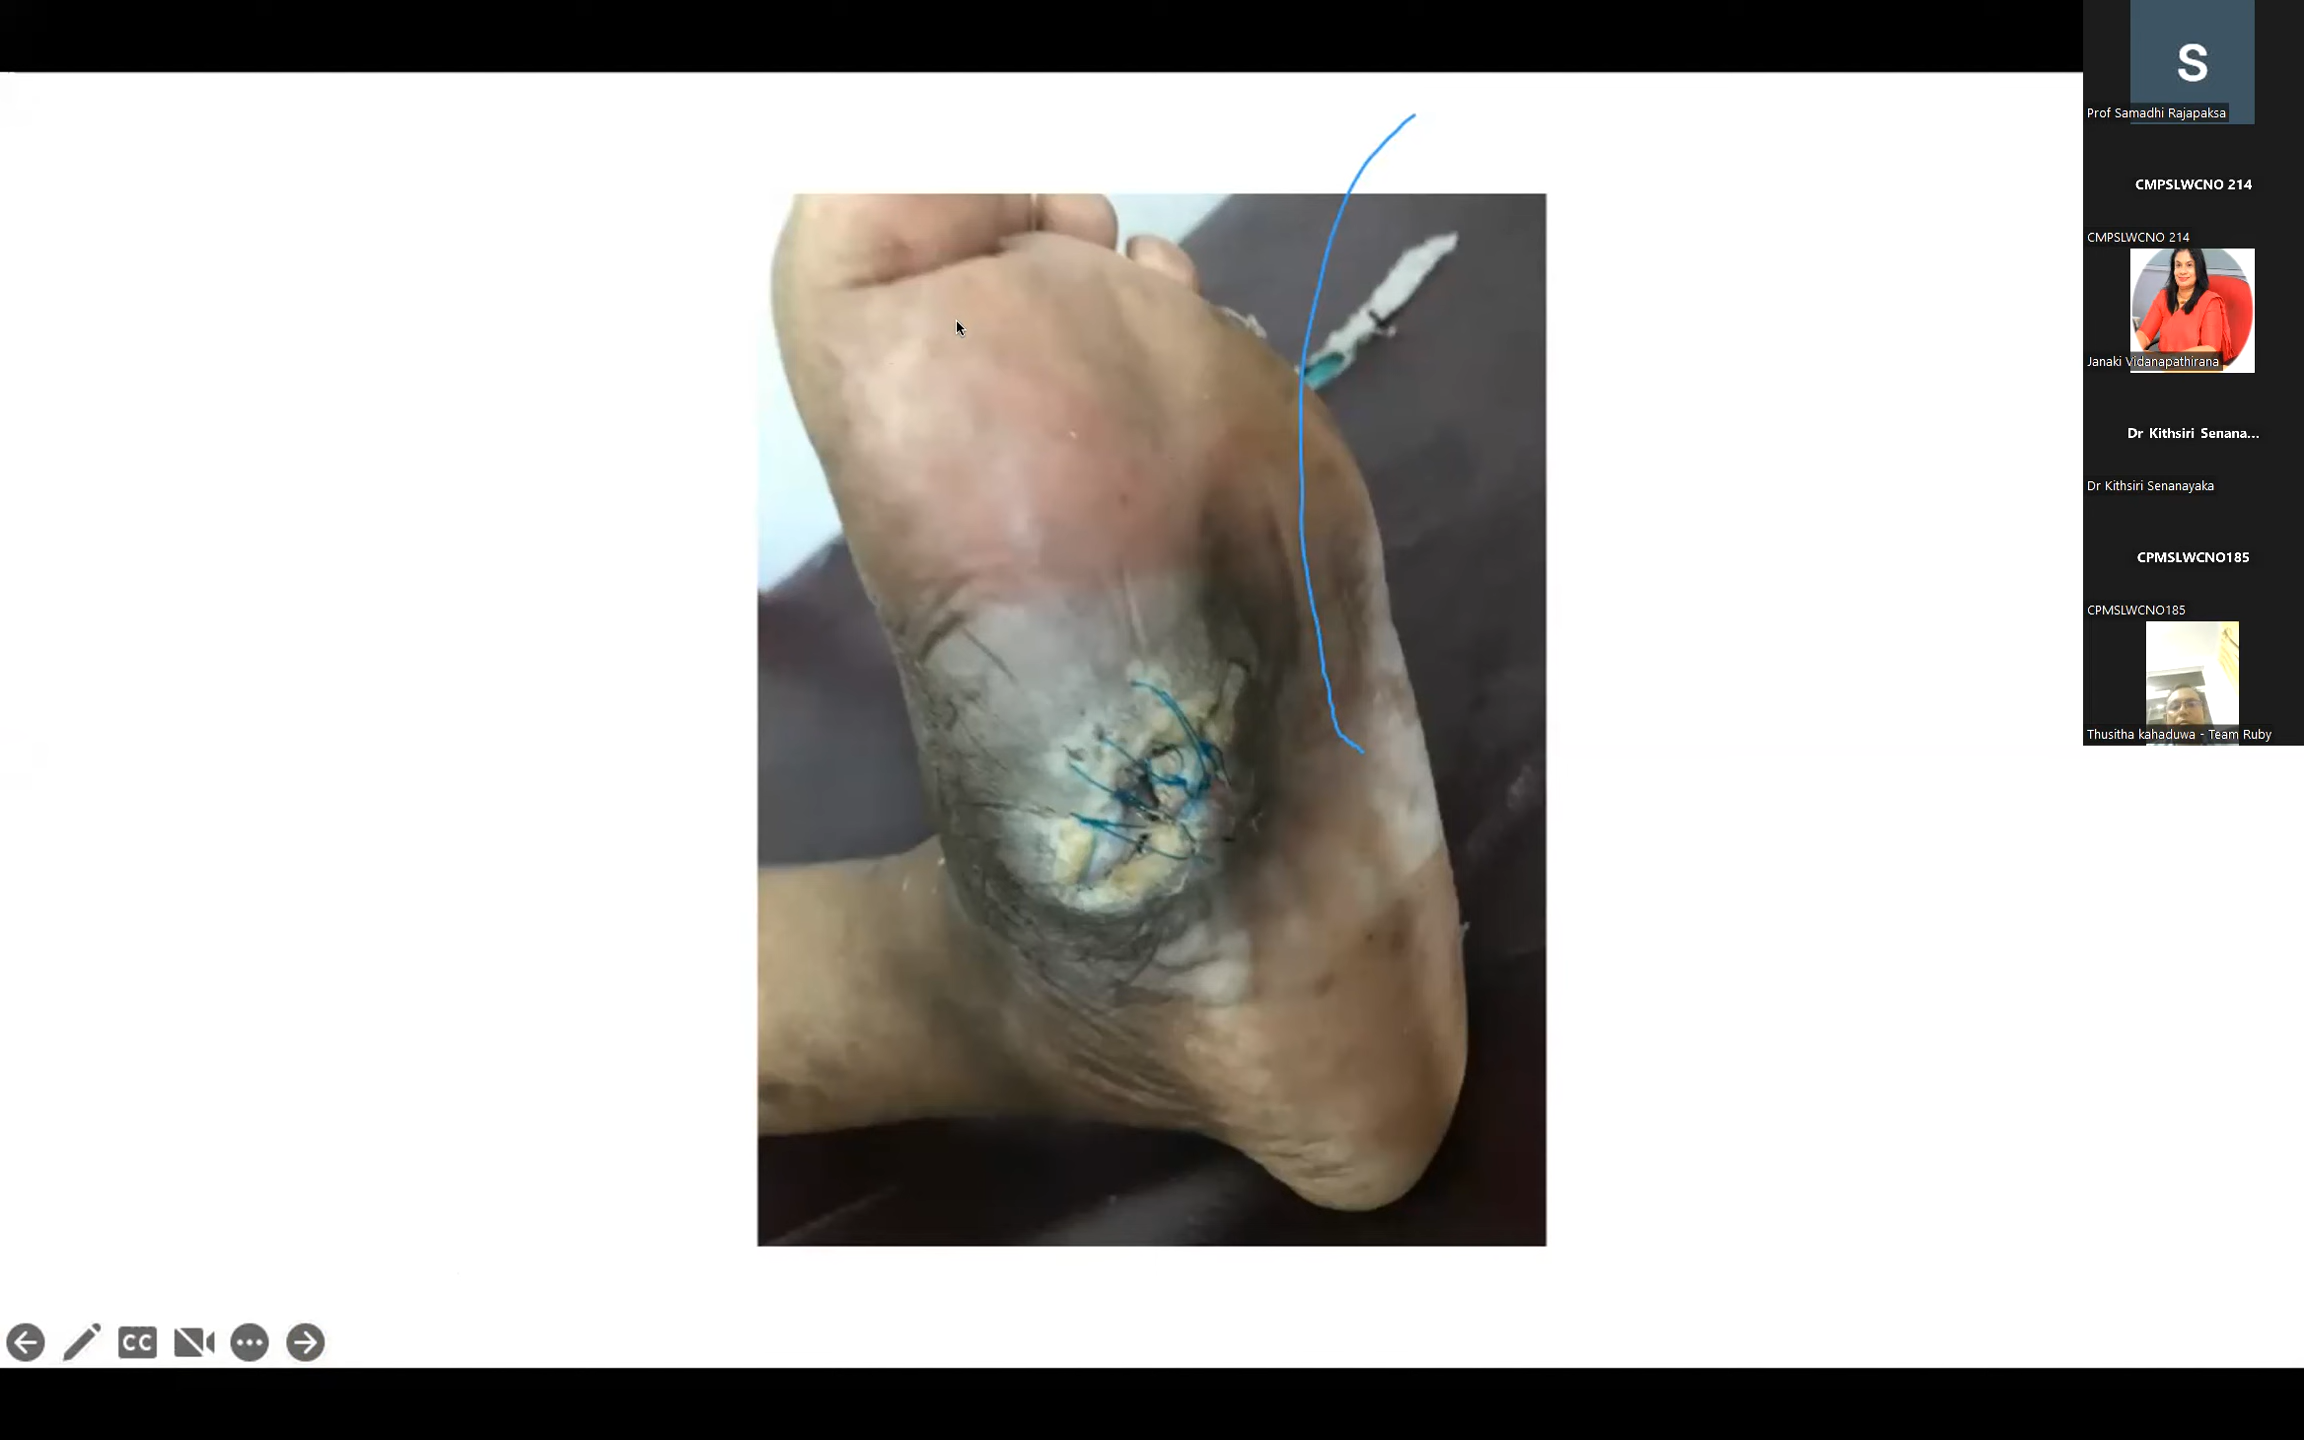 S
Prof Samadhi Rajapaksa
CMPSLWCNO 214
CMPSLWCNO 214
Janaki Vidanapathirana
Dr Kithsiri Senana...
Dr Kithsiri Senanayaka
CPMSLWCNO185
CPMSLWCNO185
Thusitha kahaduwa - Team Ruby
CC